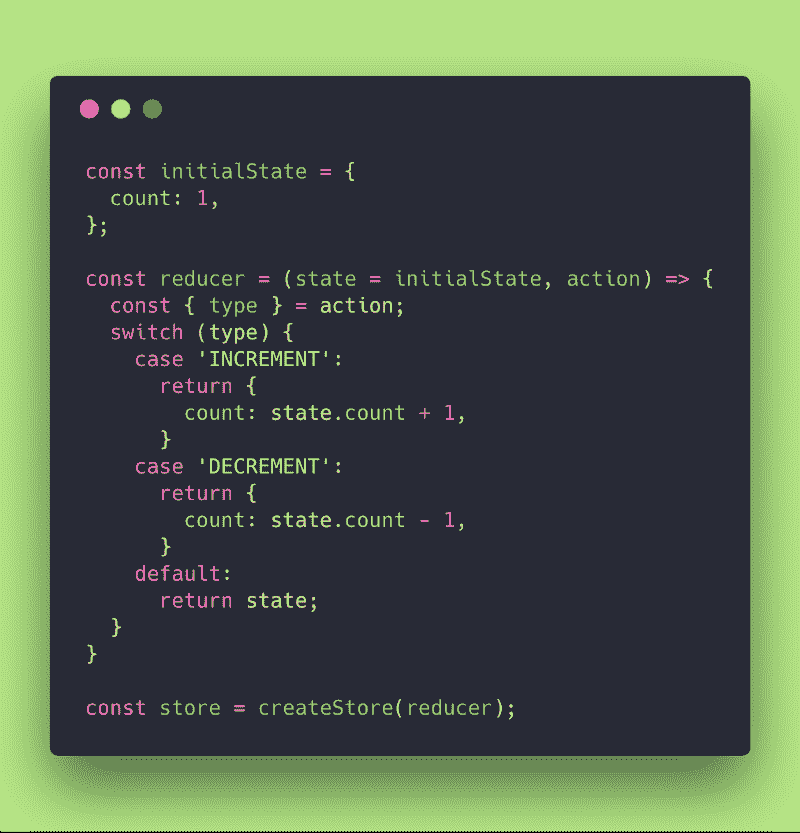 const initialState = {
  count: 1,
};

const reducer = (state = initialState, action) => {
  const { type } = action;
  switch (type) {
    case 'INCREMENT':
      return {
        count: state.count + 1,
      }
    case 'DECREMENT':
      return {
        count: state.count - 1,
      }
    default:
      return state;
  }
}

const store = createStore(reducer);